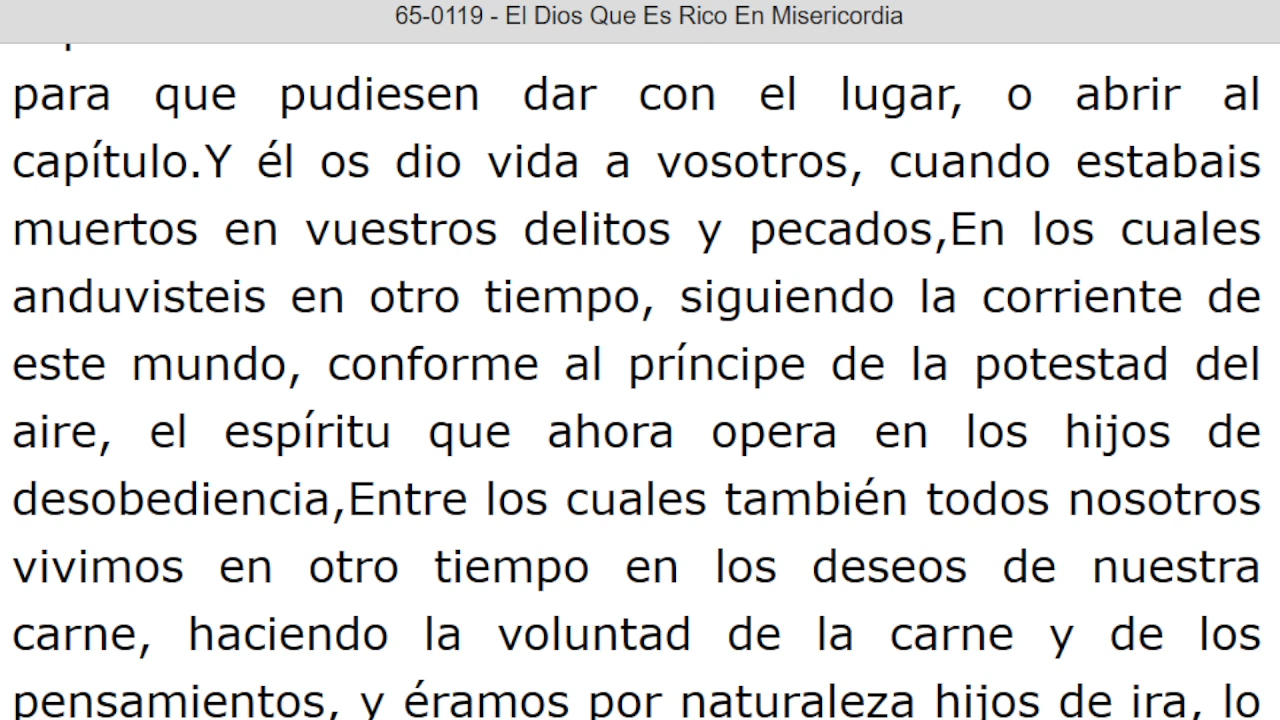 65-0119 - El Dios Que Es Rico En Misericordia
para que pudiesen dar con el lugar, o abrir al
capítulo.Y él os dio vida a vosotros, cuando estabais
muertos en vuestros delitos y pecados,En los cuales
anduvisteis en otro tiempo, siguiendo la corriente de
este mundo, conforme al príncipe de la potestad del
aire, el espíritu que ahora opera en los hijos de
desobediencia,Entre los cuales también todos nosotros
vivimos en otro tiempo en los deseos de nuestra
carne, haciendo la voluntad de la carne y de los
pensamientos, y éramos por naturaleza hijos de ira, lo